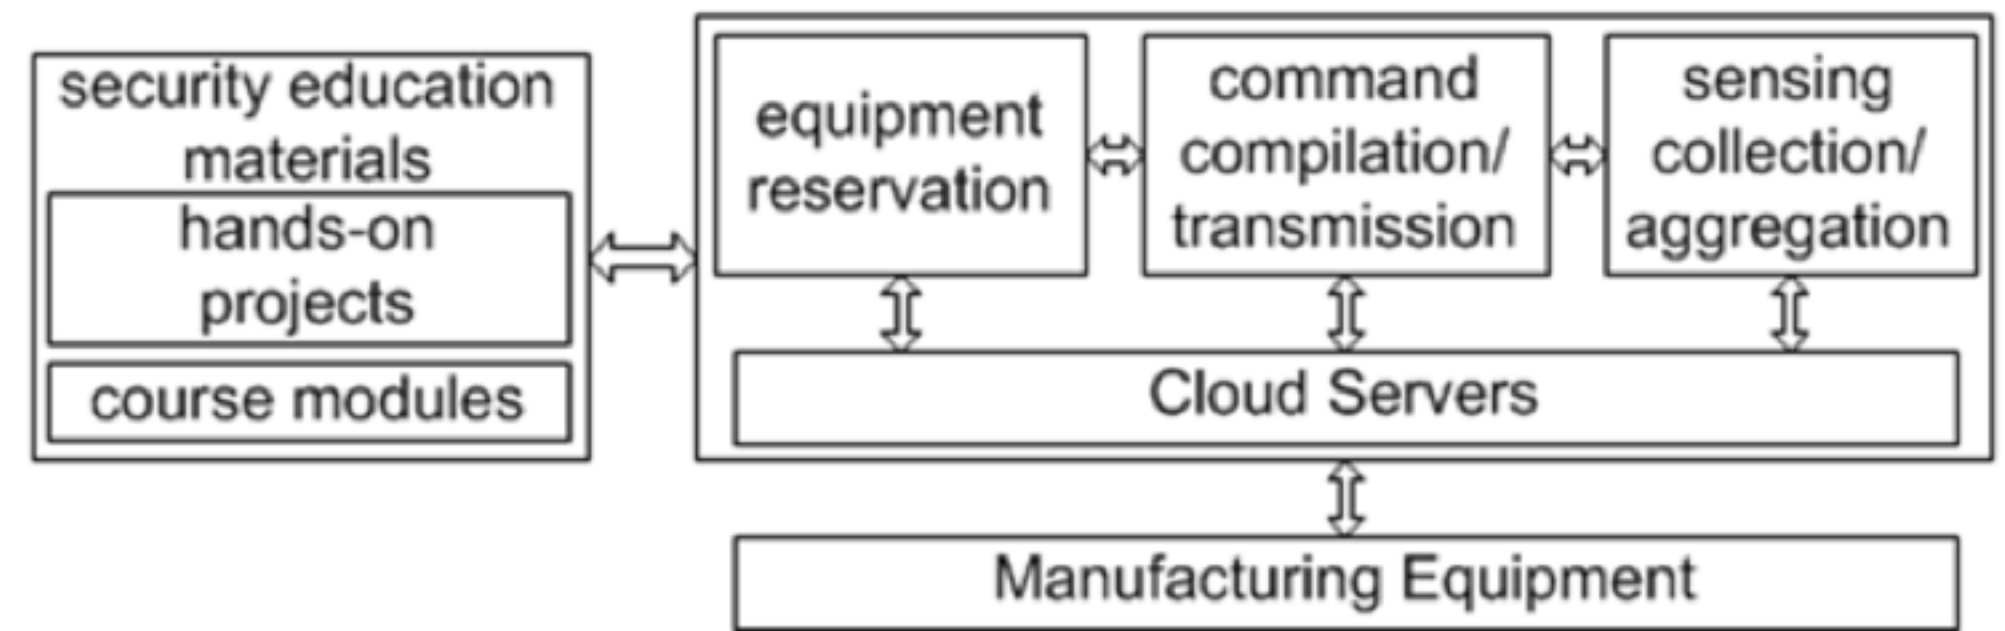 security education
materials
hands-on
projects
course modules
equipment
reservation
command
compilation/
transmission
sensing
collection/
aggregation
Cloud Servers
Manufacturing Equipment